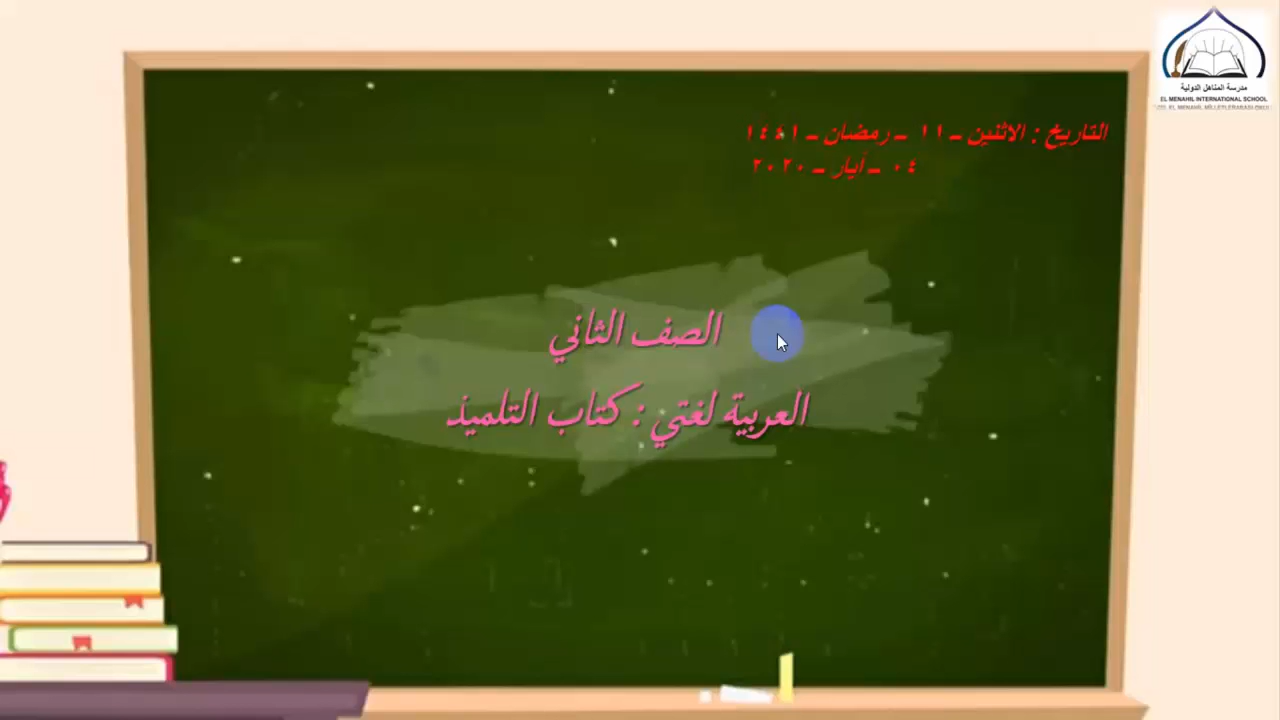 مدرسة المناهل الدولية
EL MENAHIL INTERNATIONAL SCHOOL
التاريخ : الاثنين ـ ١١ ـ رمضان ـ ١٤٤١
٠٤ ـ أيار ـ ٢٠٢٠
الصف الثاني
العربية لغتي : كتاب التلميذ